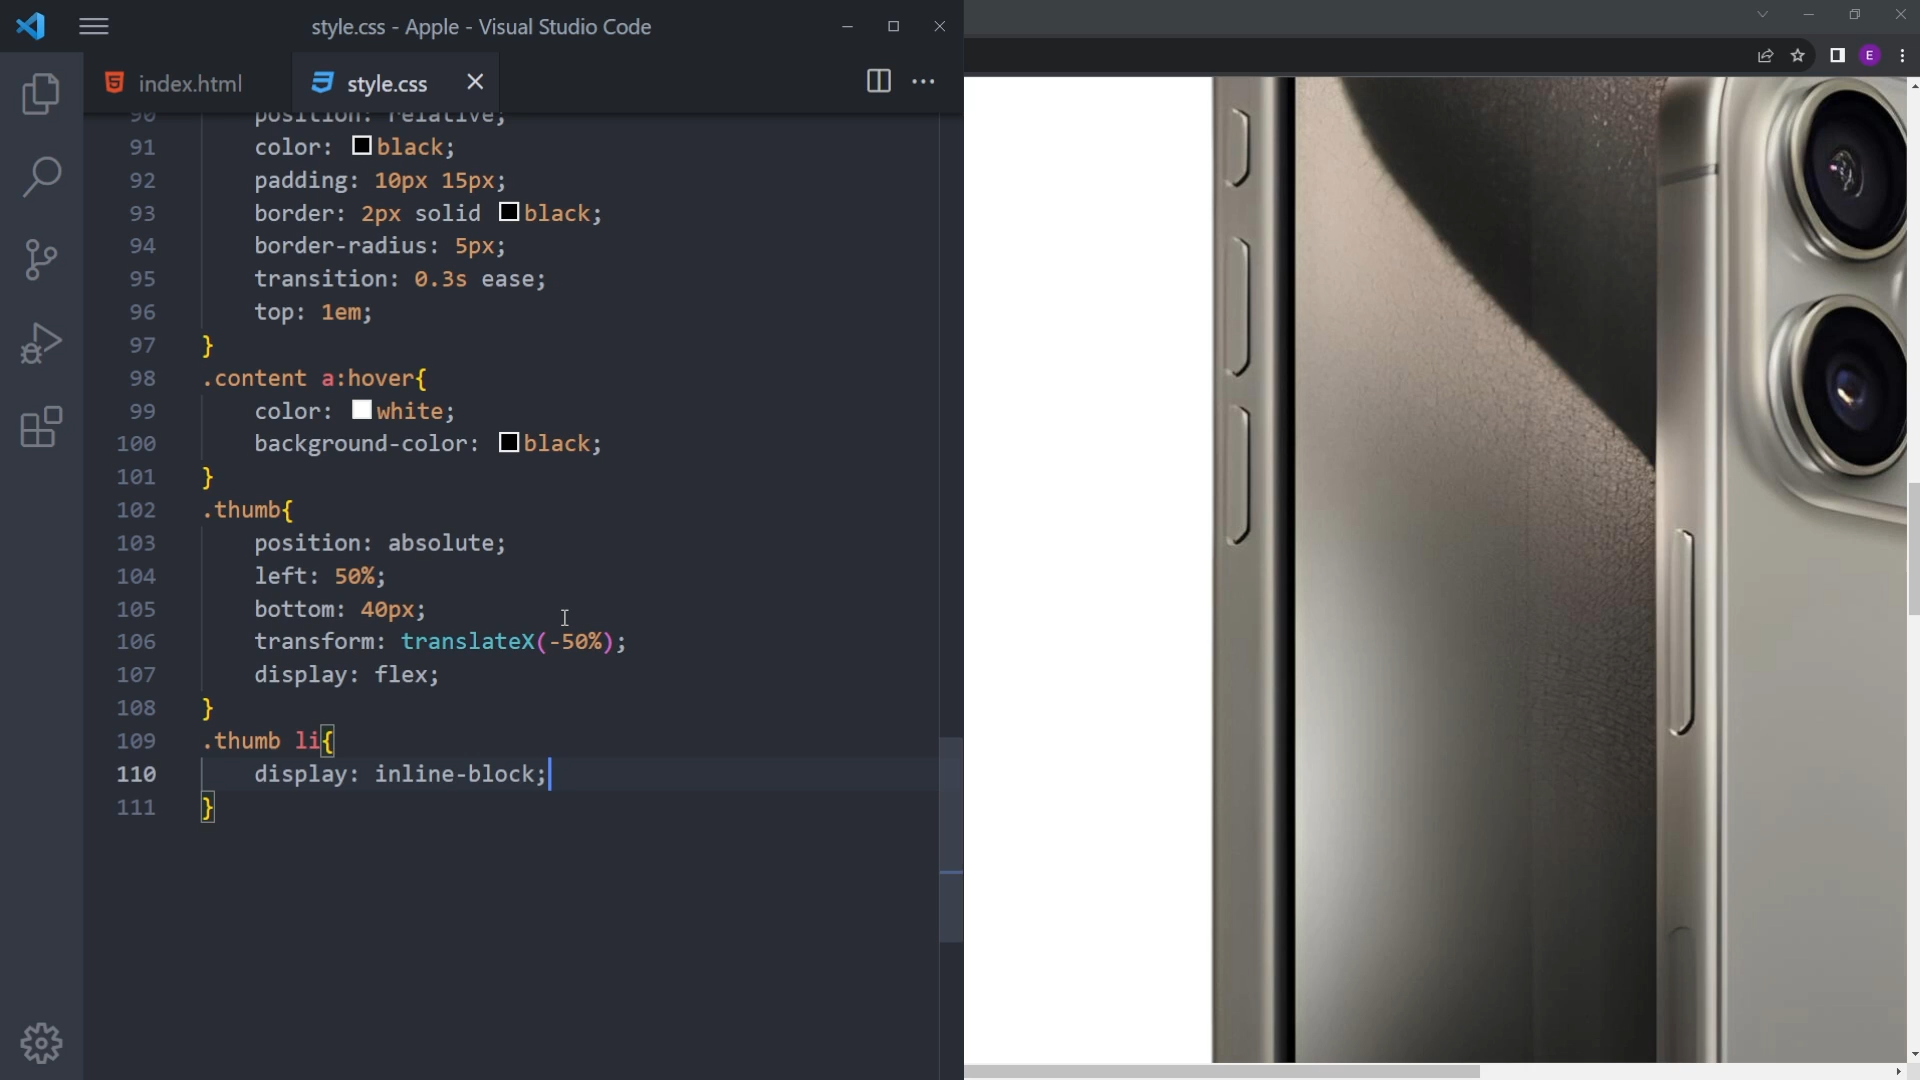 style.css - Apple - Visual Studio Code
index.html
style.css
E
90 position: relative;
91 color: black;
92 padding: 10px 15px;
93 border: 2px solid black;
94 border-radius: 5px;
95 transition: 0.3s ease;
96 top: 1em;
97 }
98 .content a:hover{
99 color: white;
100 background-color: black;
101 }
102 .thumb{
103 position: absolute;
104 left: 50%;
105 bottom: 40px;
106 transform: translateX(-50%);
107 display: flex;
108 }
109 .thumb li{
110 display: inline-block;
111 }